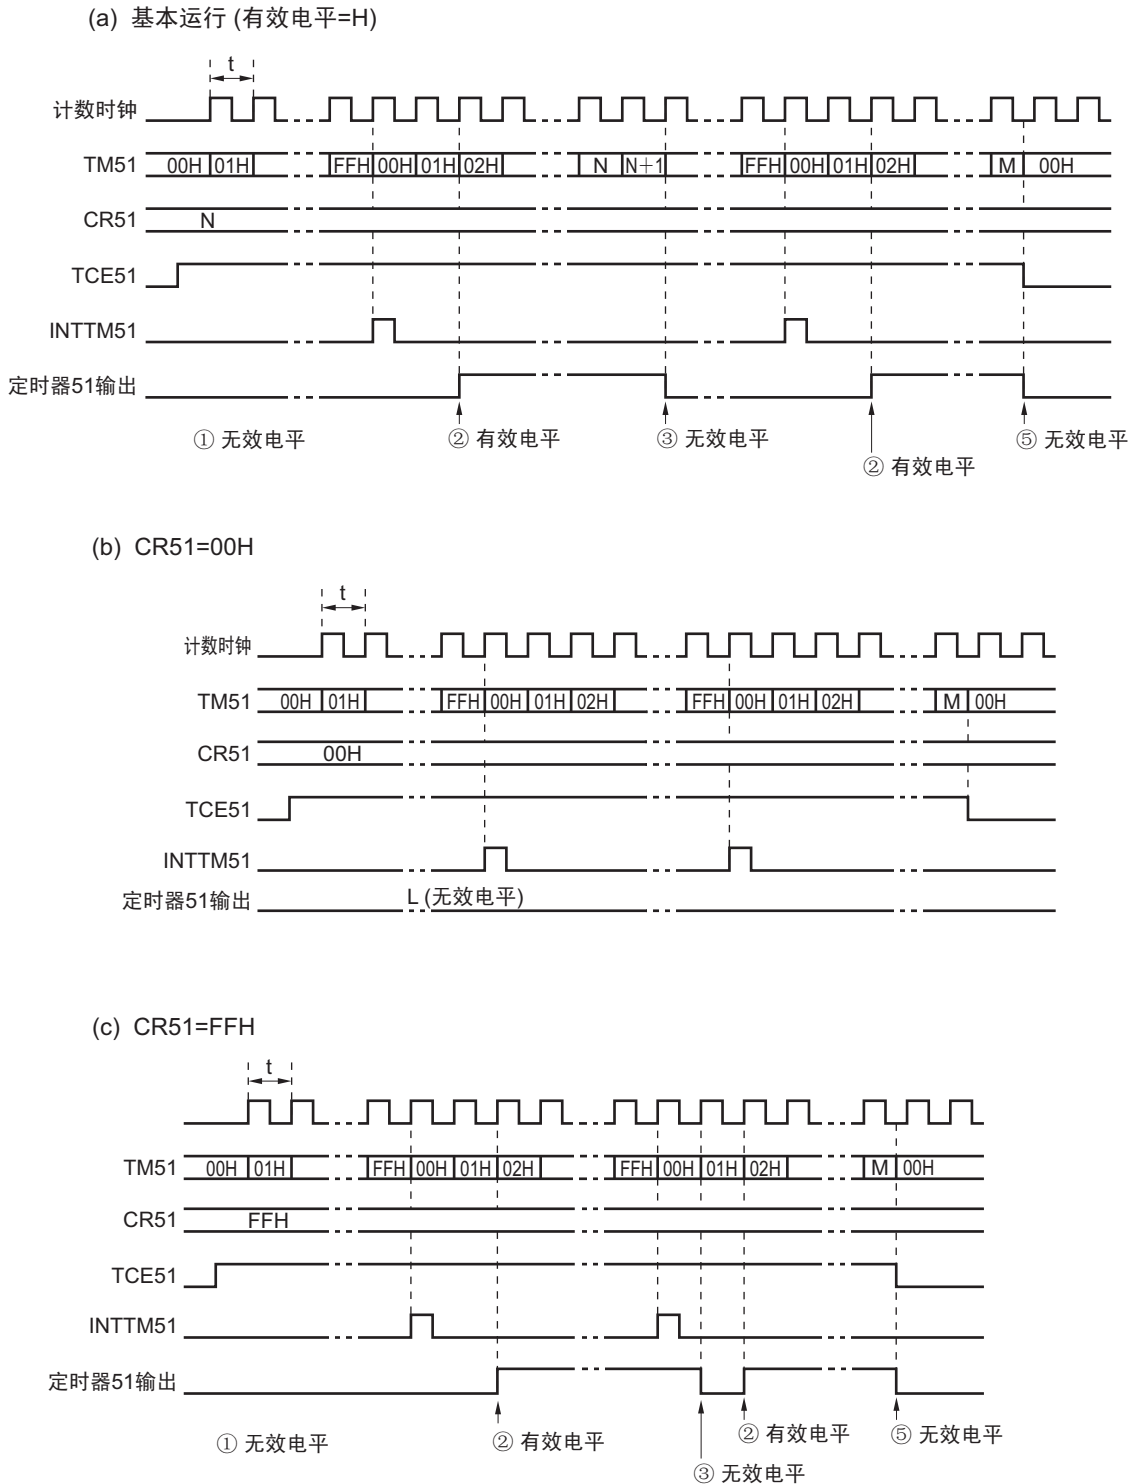 (a) 基本运行 (有效电平=H)
t
计数时钟
TM51 00H 01H FFH 00H 01H 02H N N+1 FFH 00H 01H 02H M 00H
CR51 N
TCE51
INTTM51
定时器51输出
① 无效电平 ② 有效电平 ③ 无效电平 ⑤ 无效电平
② 有效电平
(b) CR51=00H
t
计数时钟
TM51 00H 01H FFH 00H 01H 02H FFH 00H 01H 02H M 00H
CR51 00H
TCE51
INTTM51
定时器51输出 L (无效电平)
(c) CR51=FFH
t
TM51 00H 01H FFH 00H 01H 02H FFH 00H 01H 02H M 00H
CR51 FFH
TCE51
INTTM51
定时器51输出
① 无效电平 ② 有效电平 ② 有效电平 ⑤ 无效电平
③ 无效电平